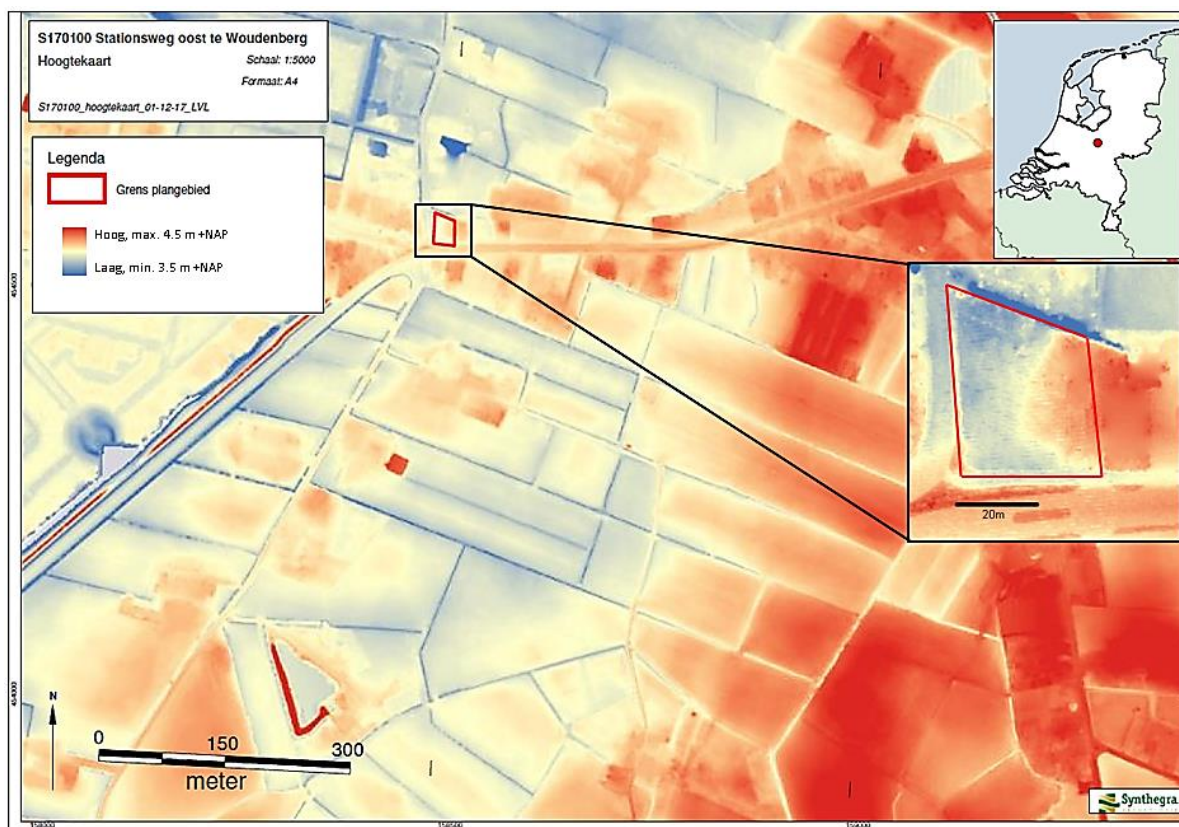 S170100 Stationsweg oost te Woudenberg
Hoogtekaart
Schaal: 1:5000
Formaat: A4
S170100_hoogtekaart_01-12-17_LVL
Legenda
Grens plangebied
Hoog, max. 4.5 m +NAP
Laag, min. 3.5 m +NAP
20m
N
0 150 300
meter
Synthegra